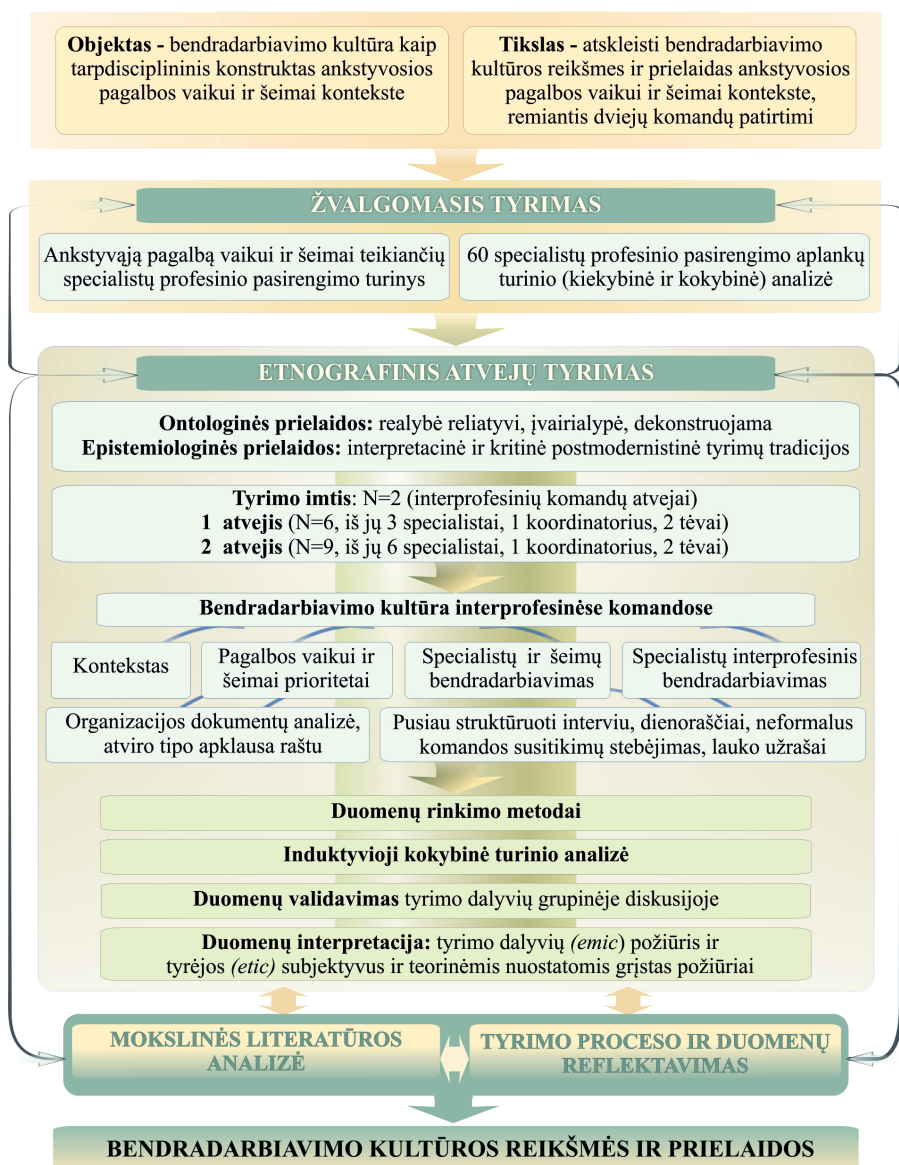 Objektas - bendradarbiavimo kultūra kaip
tarpdisciplininis konstruktas ankstyvosios
pagalbos vaikui ir šeimai kontekste
Tikslas - atskleisti bendradarbiavimo
kultūros reikšmes ir prielaidas ankstyvosios
pagalbos vaikui ir šeimai kontekste,
remiantis dviejų komandų patirtimi
ŽVALGOMASIS TYRIMAS
Ankstyvąją pagalbą vaikui ir šeimai teikiančių
specialistų profesinio pasirengimo turinys
60 specialistų profesinio pasirengimo aplankų
turinio (kiekybinė ir kokybinė) analizė
ETNOGRAFINIS ATVEJŲ TYRIMAS
Ontologinės prielaidos: realybė reliatyvi, įvairialypė, dekonstruojama
Epistemiologinės prielaidos: interpretacinė ir kritinė postmodernistinė tyrimų tradicijos
Tyrimo imtis: N=2 (interprofesinių komandų atvejai)
1 atvejis (N=6, iš jų 3 specialistai, 1 koordinatorius, 2 tėvai)
2 atvejis (N=9, iš jų 6 specialistai, 1 koordinatorius, 2 tėvai)
Bendradarbiavimo kultūra interprofesinėse komandose
Kontekstas
Pagalbos vaikui ir
šeimai prioritetai
Specialistų ir šeimų
bendradarbiavimas
Specialistų interprofesinis
bendradarbiavimas
Organizacijos dokumentų analizė,
atviro tipo apklausa raštu
Pusiau struktūruoti interviu, dienoraščiai, neformalus
komandos susitikimų stebėjimas, lauko užrašai
Duomenų rinkimo metodai
Induktyvioji kokybinė turinio analizė
Duomenų validavimas tyrimo dalyvių grupinėje diskusijoje
Duomenų interpretacija: tyrimo dalyvių (emic) požiūris ir
tyrėjos (etic) subjektyvus ir teorinėmis nuostatomis grįstas požiūriai
MOKSLINĖS LITERATŪROS
ANALIZĖ
TYRIMO PROCESO IR DUOMENŲ
REFLEKTAVIMAS
BENDRADARBIAVIMO KULTŪROS REIKŠMĖS IR PRIELAIDOS